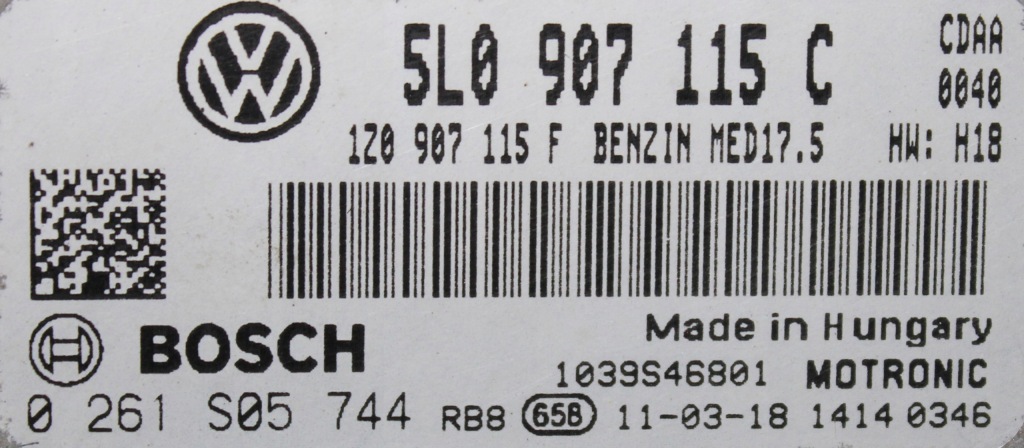 5L0 907 115 C CDAA
0040
1Z0 907 115 F BENZIN MED17.5 HW: H18
BOSCH
Made in Hungary
1039S46801 MOTRONIC
0 261 S05 744 RB8 65B 11-03-18 1414 0346